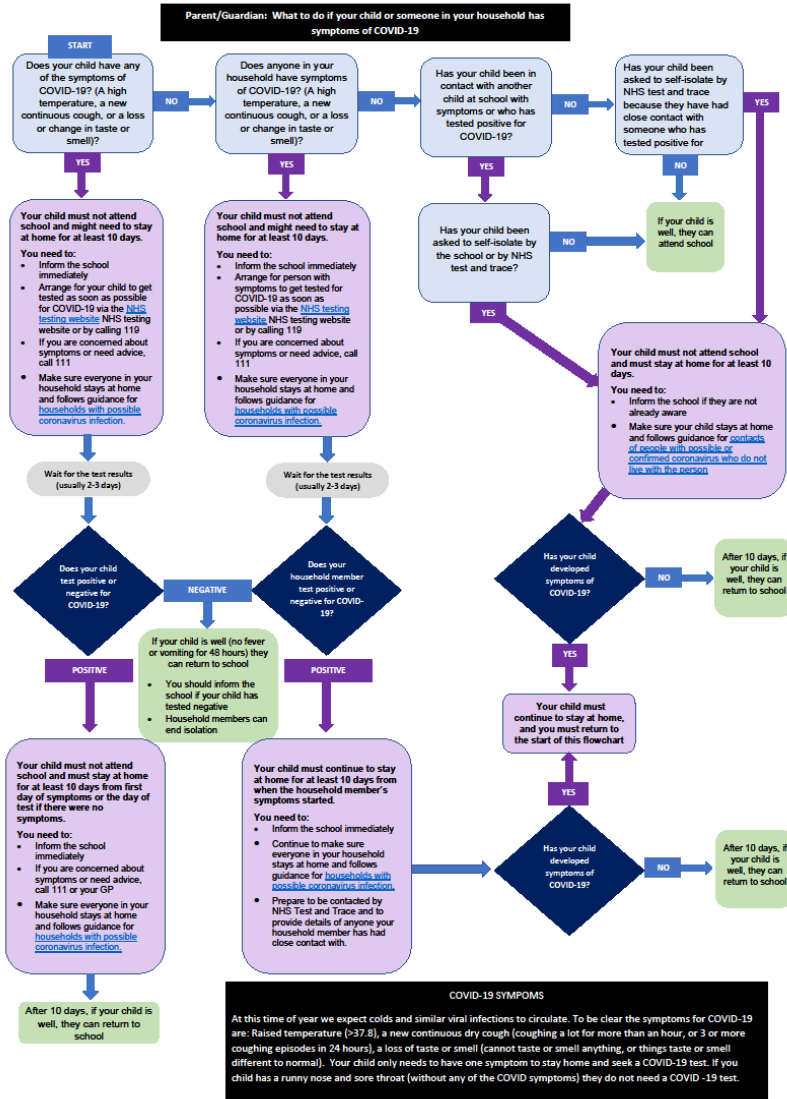 Parent/Guardian: What to do if your child or someone in your household has
symptoms of COVID-19
START
Does your child have any
of the symptoms of
COVID-19? (A high
temperature, a new
continuous cough, or a loss
or change in taste or
smell)?
NO
Does anyone in your
household have symptoms
of COVID-19? (A high
temperature, a new
continuous cough, or a loss
or change in taste or
smell)?
NO
Has your child been in
contact with another
child at school with
symptoms or who has
tested positive for
COVID-19?
NO
Has your child been
asked to self-isolate by
NHS test and trace
because they have had
close contact with
someone who has
tested positive for
YES
YES
YES
YES
NO
Your child must not attend
school and might need to stay
at home for at least 10 days.
You need to:
• Inform the school
immediately
• Arrange for your child to get
tested as soon as possible
for COVID-19 via the NHS
testing website NHS testing
website or by calling 119
• If you are concerned about
symptoms or need advice,
call 111
• Make sure everyone in your
household stays at home
and follows guidance for
households with possible
coronavirus infection.
Your child must not attend
school and might need to stay at
home for at least 10 days.
You need to:
• Inform the school immediately
• Arrange for person with
symptoms to get tested for
COVID-19 as soon as
possible via the NHS testing
website NHS testing website
or by calling 119
• If you are concerned about
symptoms or need advice, call
111
• Make sure everyone in your
household stays at home and
follows guidance for
households with possible
coronavirus infection.
Has your child been
asked to self-isolate by
the school or by NHS
test and trace?
NO
If your child is
well, they can
attend school
YES
Your child must not attend school
and must stay at home for at least 10
days.
You need to:
• Inform the school if they are not
already aware
• Make sure your child stays at home
and follows guidance for contacts
of people with possible or
confirmed coronavirus who do not
live with the person
Wait for the test results
(usually 2-3 days)
Wait for the test results
(usually 2-3 days)
Does your child
test positive or
negative for
COVID-19?
NEGATIVE
Does your
household member
test positive or
negative for COVID-
19?
Has your child
developed
symptoms of
COVID-19?
NO
After 10 days, if
your child is
well, they can
return to school
If your child is well (no fever
or vomiting for 48 hours) they
can return to school
• You should inform the
school if your child has
tested negative
• Household members can
end isolation
POSITIVE
POSITIVE
YES
Your child must
continue to stay at home,
and you must return to
the start of this flowchart
YES
Your child must not attend
school and must stay at home
for at least 10 days from first
day of symptoms or the day of
test if there were no
symptoms.
You need to:
• Inform the school
immediately
• If you are concerned about
symptoms or need advice,
call 111 or your GP
• Make sure everyone in your
household stays at home
and follows guidance for
households with possible
coronavirus infection.
Your child must continue to stay
at home for at least 10 days from
when the household member's
symptoms started.
You need to:
• Inform the school immediately
• Continue to make sure
everyone in your household
stays at home and follows
guidance for households with
possible coronavirus infection.
• Prepare to be contacted by
NHS Test and Trace and to
provide details of anyone your
household member has had
close contact with.
Has your child
developed
symptoms of
COVID-19?
NO
After 10 days, if
your child is
well, they can
return to school
After 10 days, if your child is
well, they can return to
school
COVID-19 SYMPOMS
At this time of year we expect colds and similar viral infections to circulate. To be clear the symptoms for COVID-19
are: Raised temperature (>37.8), a new continuous dry cough (coughing a lot for more than an hour, or 3 or more
coughing episodes in 24 hours), a loss of taste or smell (cannot taste or smell anything, or things taste or smell
different to normal). Your child only needs to have one symptom to stay home and seek a COVID-19 test. If you
child has a runny nose and sore throat (without any of the COVID symptoms) they do not need a COVID -19 test.